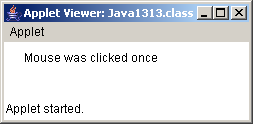 Applet Viewer: Java1313.class
Applet
Mouse was clicked once
Applet started.